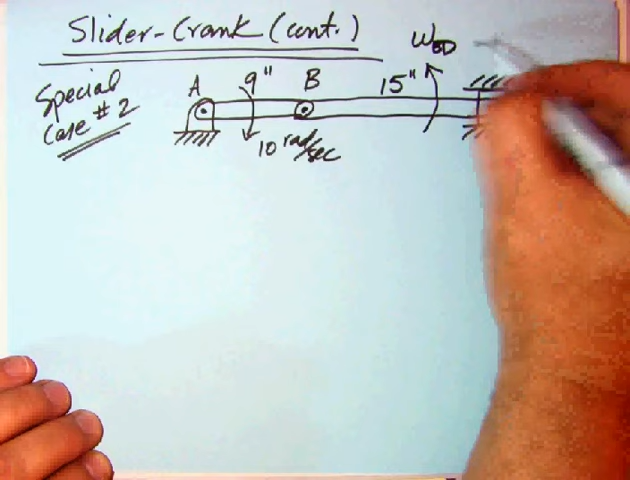 Slider-Crank (cont.)
Special
Case #2
A 9" B 15" ωBD
10 rad/sec